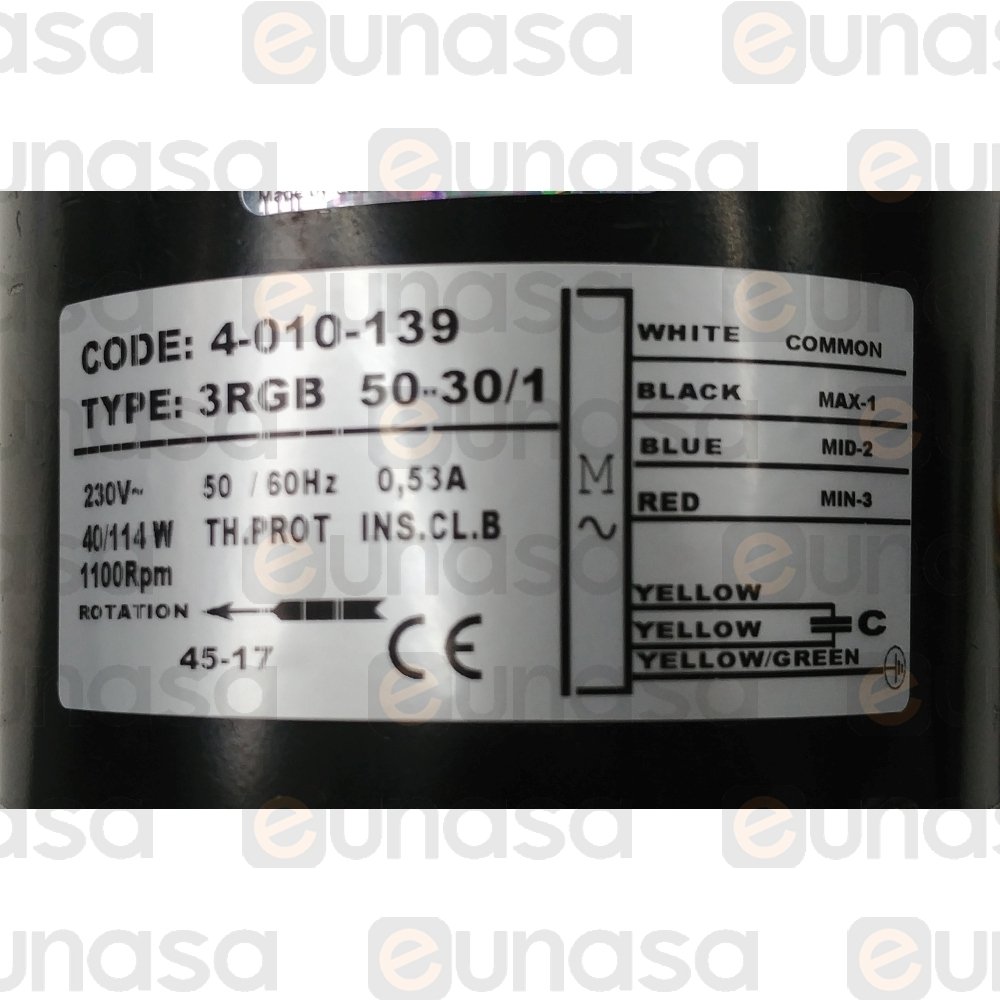 CODE: 4-010-139
TYPE: 3RGB 50-30/1
230V~ 50 / 60Hz 0,53A
40/114 W TH.PROT INS.CL.B
1100Rpm
ROTATION
45-17
CE
M
~
WHITE COMMON
BLACK MAX-1
BLUE MID-2
RED MIN-3
YELLOW
YELLOW C
YELLOW/GREEN
eunasa